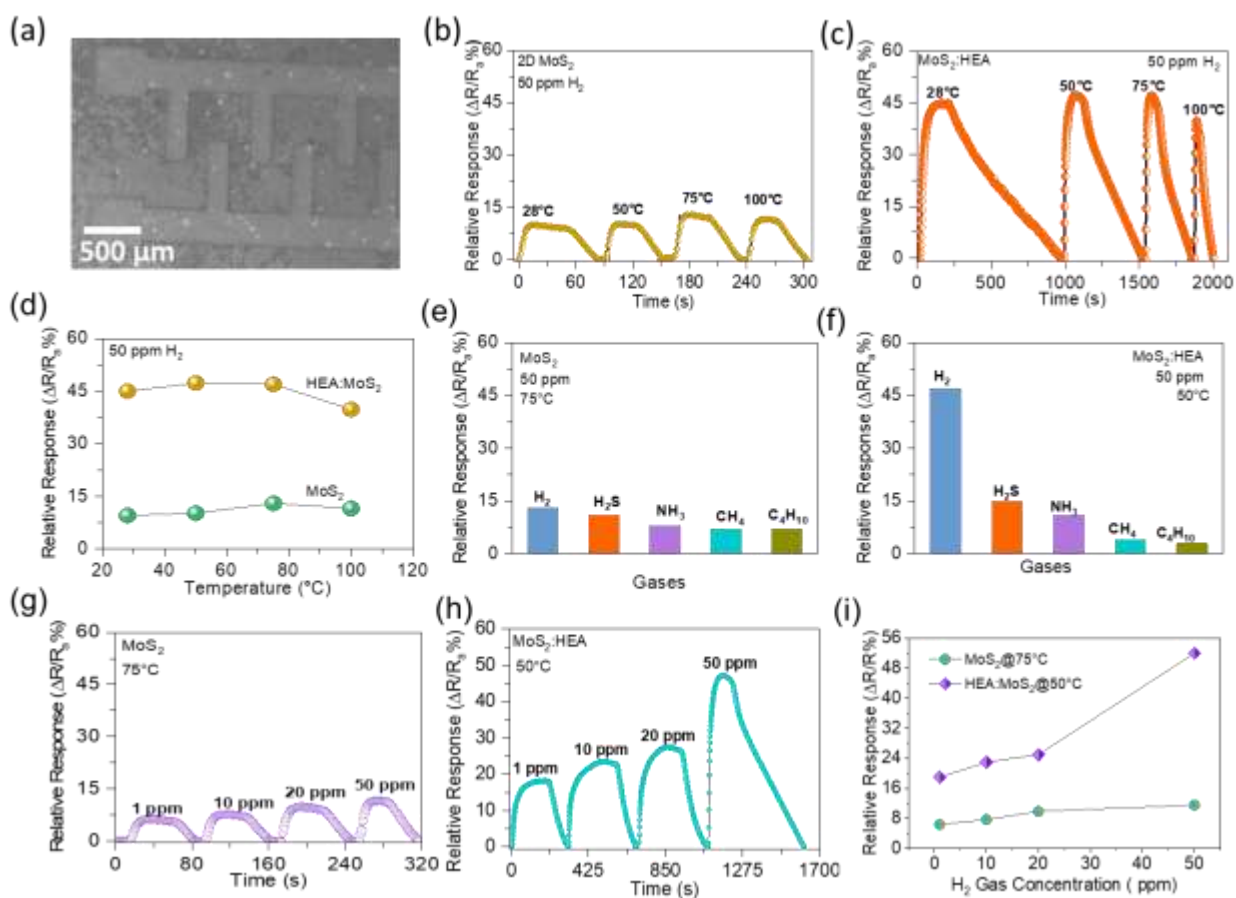 (a)
500 µm
(b)
Relative Response (ΔR/Rₐ%)
60
45
30
15
0
2D MoS₂
50 ppm H₂
28°C
50°C
75°C
100°C
0 60 120 180 240 300
Time (s)
(c)
Relative Response (ΔR/Rₐ%)
60
45
30
15
0
MoS₂:HEA
50 ppm H₂
28°C
50°C
75°C
100°C
0 500 1000 1500 2000
Time (s)
(d)
Relative Response (ΔR/Rₐ%)
60
45
30
15
0
50 ppm H₂
HEA:MoS₂
MoS₂
20 40 60 80 100 120
Temperature (°C)
(e)
Relative Response (ΔR/Rₐ%)
60
45
30
15
0
MoS₂
50 ppm
75°C
H₂
H₂S
NH₃
CH₄
C₄H₁₀
Gases
(f)
Relative Response (ΔR/Rₐ%)
60
45
30
15
0
MoS₂:HEA
50 ppm
50°C
H₂
H₂S
NH₃
CH₄
C₄H₁₀
Gases
(g)
Relative Response (ΔR/Rₐ%)
60
45
30
15
0
MoS₂
75°C
1 ppm
10 ppm
20 ppm
50 ppm
0 80 160 240 320
Time (s)
(h)
Relative Response (ΔR/Rₐ%)
60
50
40
30
20
10
0
MoS₂:HEA
50°C
1 ppm
10 ppm
20 ppm
50 ppm
0 425 850 1275 1700
Time (s)
(i)
Relative Response (ΔR/R%)
56
48
40
32
24
16
8
0
MoS₂@75°C
HEA:MoS₂@50°C
0 10 20 30 40 50
H₂ Gas Concentration ( ppm)